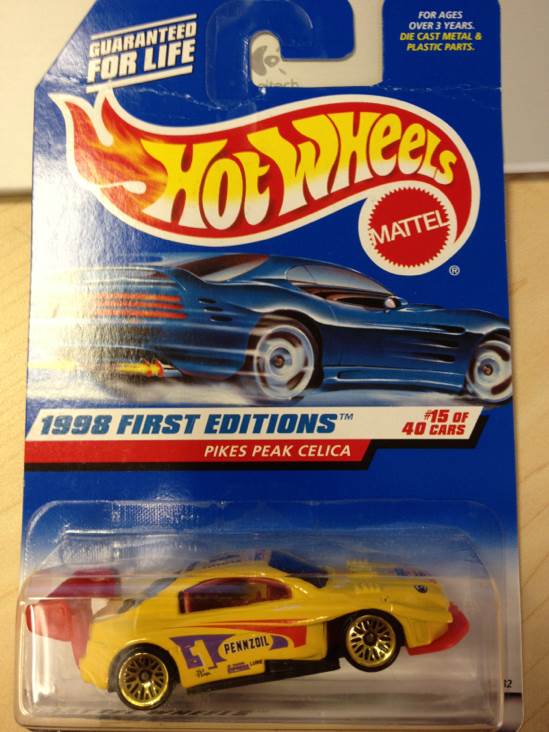 GUARANTEED
FOR LIFE
FOR AGES
OVER 3 YEARS.
DIE CAST METAL &
PLASTIC PARTS.
Hot Wheels
MATTEL
®
1998 FIRST EDITIONS™
#15 OF
40 CARS
PIKES PEAK CELICA
1
PENNZOIL